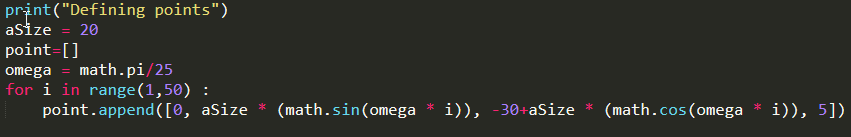 print("Defining points")
aSize = 20
point=[]
omega = math.pi/25
for i in range(1,50) :
    point.append([0, aSize * (math.sin(omega * i)), -30+aSize * (math.cos(omega * i)), 5])